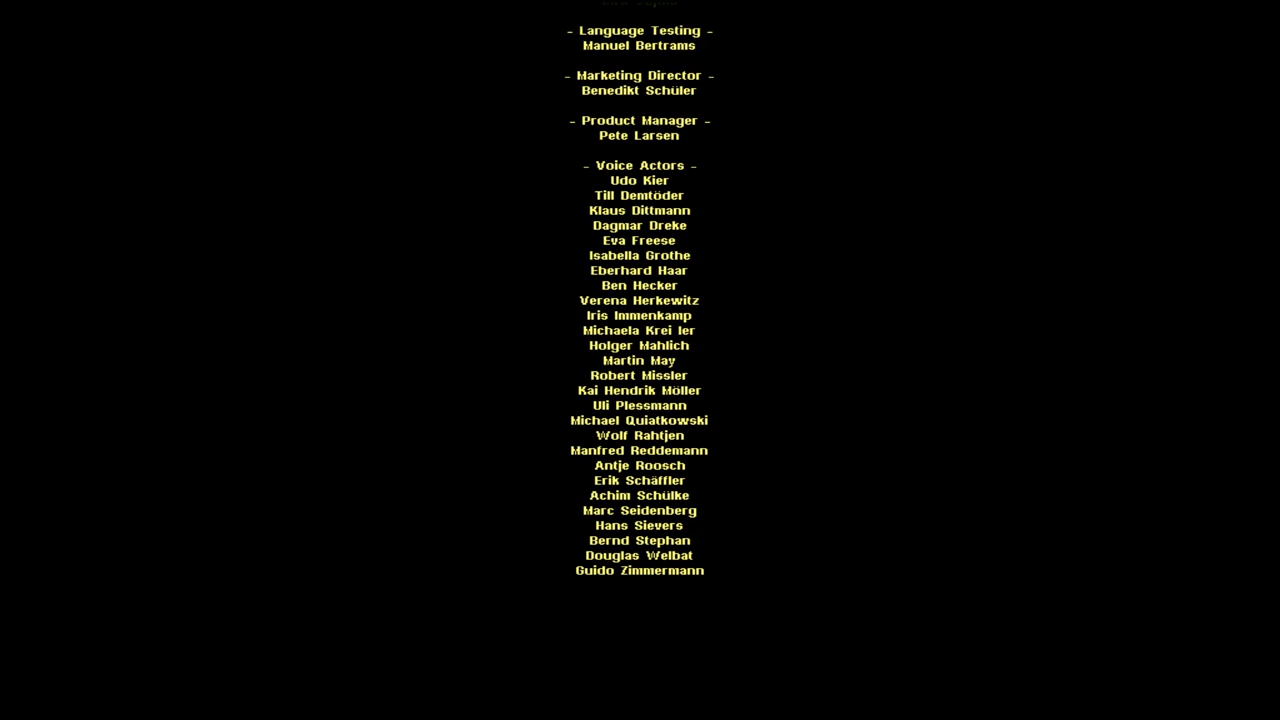 - Language Testing -
Manuel Bertrams
- Marketing Director -
Benedikt Schüler
- Product Manager -
Pete Larsen
- Voice Actors -
Udo Kier
Till Demtöder
Klaus Dittmann
Dagmar Dreke
Eva Freese
Isabella Grothe
Eberhard Haar
Ben Hecker
Verena Herkewitz
Iris Immenkamp
Michaela Krei ler
Holger Mahlich
Martin May
Robert Missler
Kai Hendrik Möller
Uli Plessmann
Michael Quiatkowski
Wolf Rahtjen
Manfred Reddemann
Antje Roosch
Erik Schäffler
Achim Schülke
Marc Seidenberg
Hans Sievers
Bernd Stephan
Douglas Welbat
Guido Zimmermann